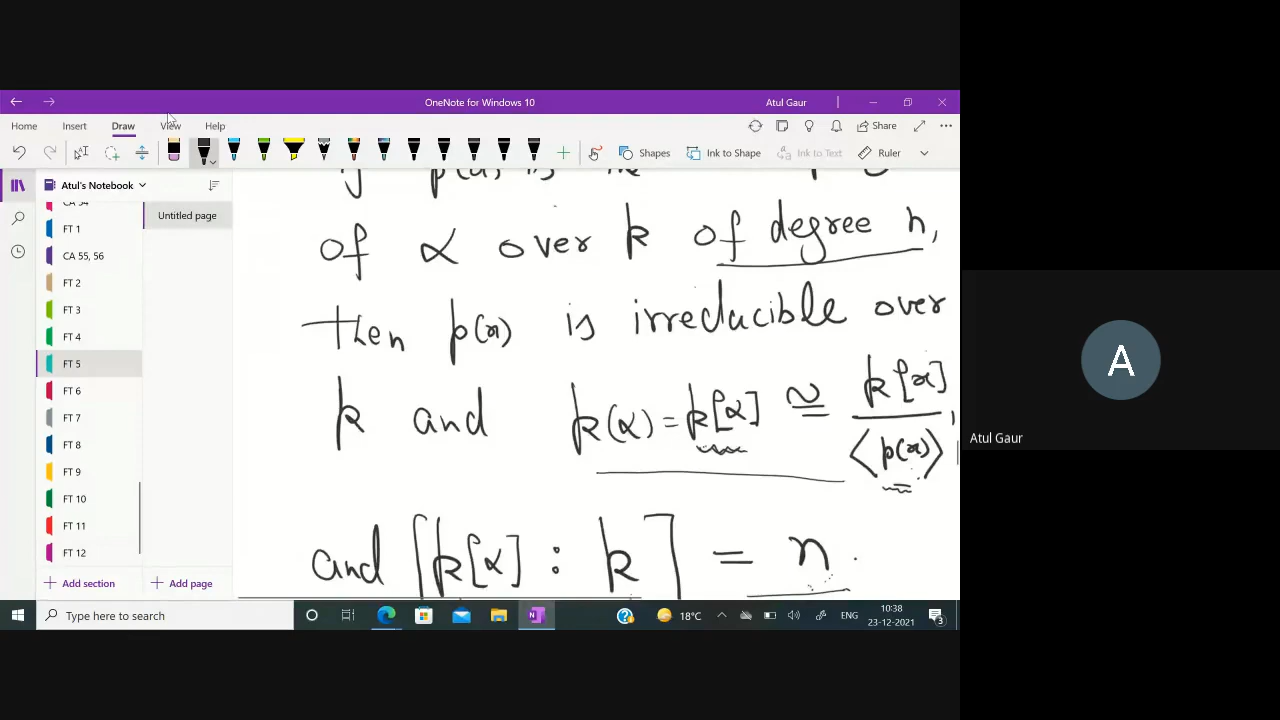 OneNote for Windows 10
Atul Gaur
Home
Insert
Draw
View
Help
Share
Shapes
Ink to Shape
Ink to Text
Ruler
Atul's Notebook
Untitled page
FT 1
CA 55, 56
FT 2
FT 3
FT 4
FT 5
FT 6
FT 7
FT 8
FT 9
FT 10
FT 11
FT 12
Add section
Add page
of α over k of degree n,
then p(x) is irreducible over
k and k(α) = k[α] ≅ k[x] / <p(x)>,
and [k[α] : k] = n.
Type here to search
18°C
ENG
10:38
23-12-2021
3
A
Atul Gaur